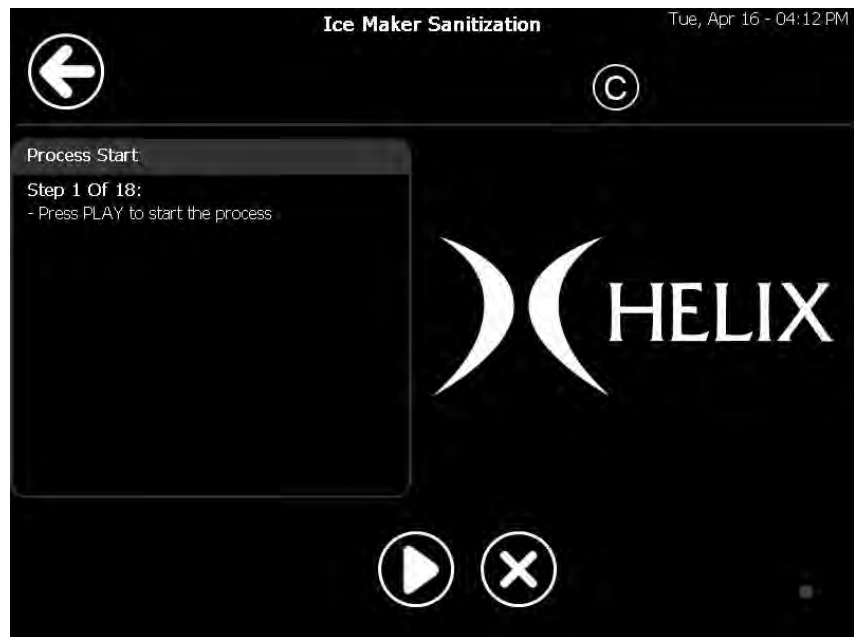 Ice Maker Sanitization
Tue, Apr 16 - 04:12 PM
C
Process Start
Step 1 Of 18:
- Press PLAY to start the process
HELIX